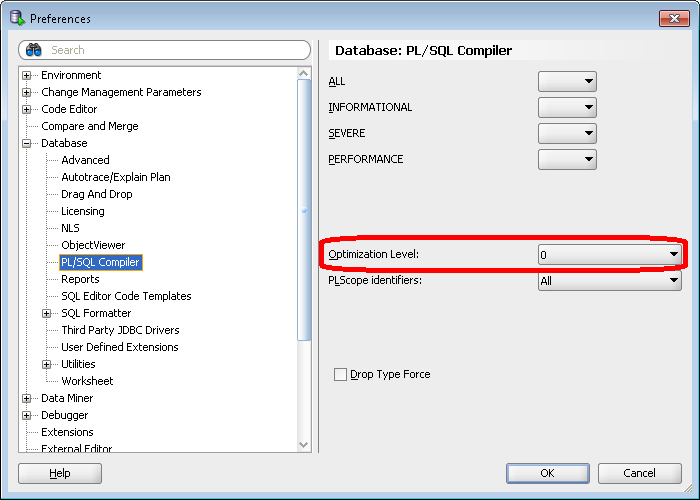 Preferences
Search
Environment
Change Management Parameters
Code Editor
Compare and Merge
Database
Advanced
Autotrace/Explain Plan
Drag And Drop
Licensing
NLS
ObjectViewer
PL/SQL Compiler
Reports
SQL Editor Code Templates
SQL Formatter
Third Party JDBC Drivers
User Defined Extensions
Utilities
Worksheet
Data Miner
Debugger
Extensions
External Editor
Database: PL/SQL Compiler
ALL
INFORMATIONAL
SEVERE
PERFORMANCE
Optimization Level: 0
PLScope identifiers: All
Drop Type Force
Help
OK
Cancel